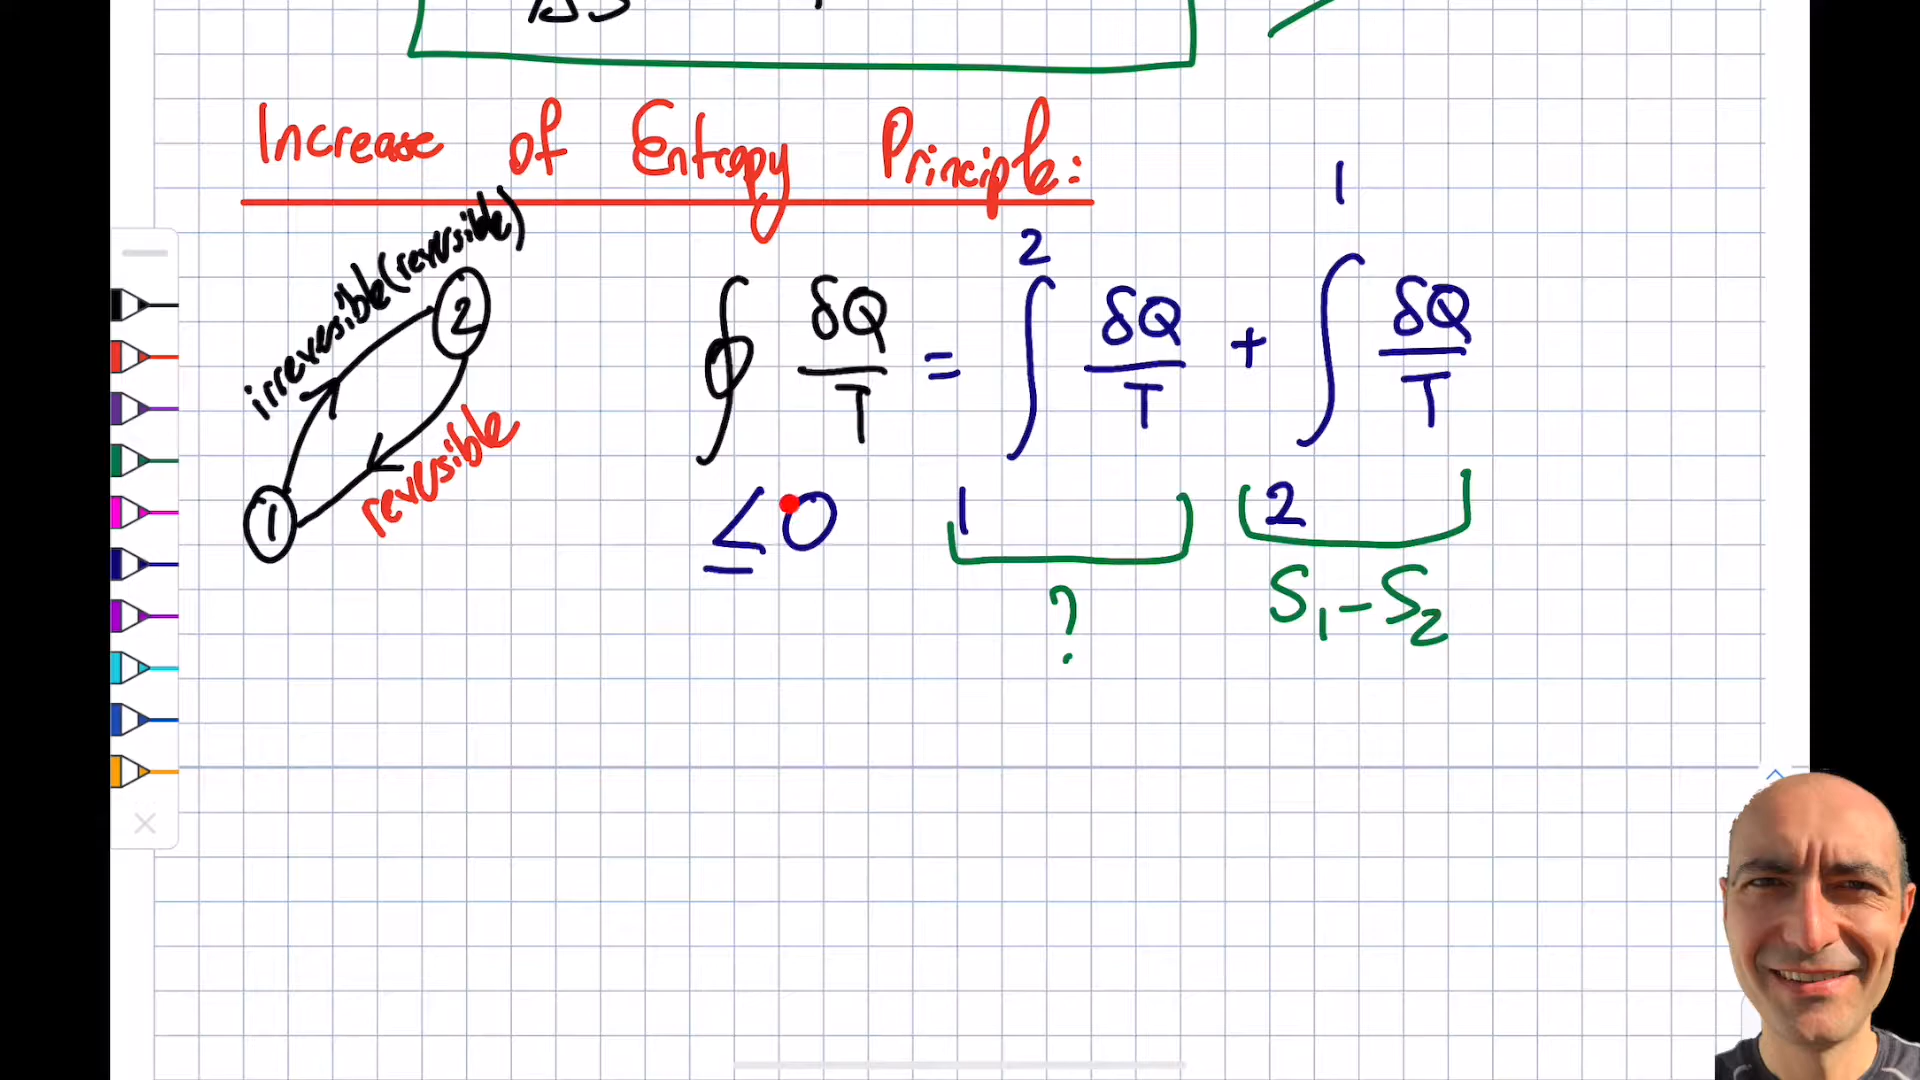 Increase of Entropy Principle:
irreversible (reversible)
1
2
reversible
∮ δQ/T = ∫₁² δQ/T + ∫₂¹ δQ/T
≤ 0
?
S₁ - S₂